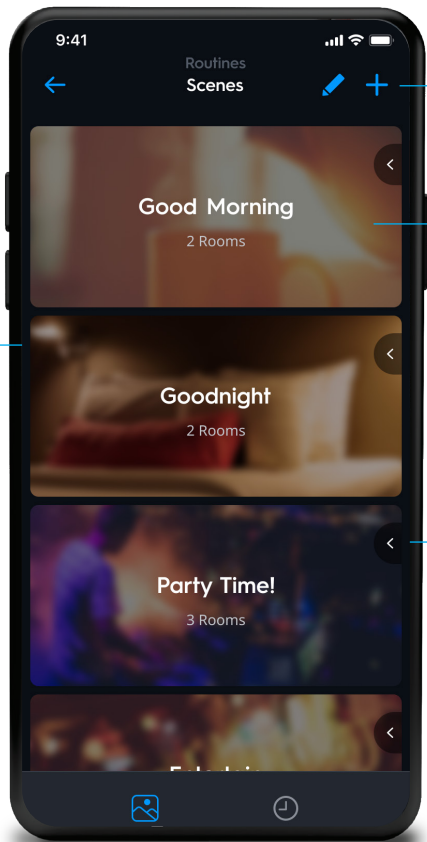 9:41
Routines
Scenes
Good Morning
2 Rooms
Goodnight
2 Rooms
Party Time!
3 Rooms